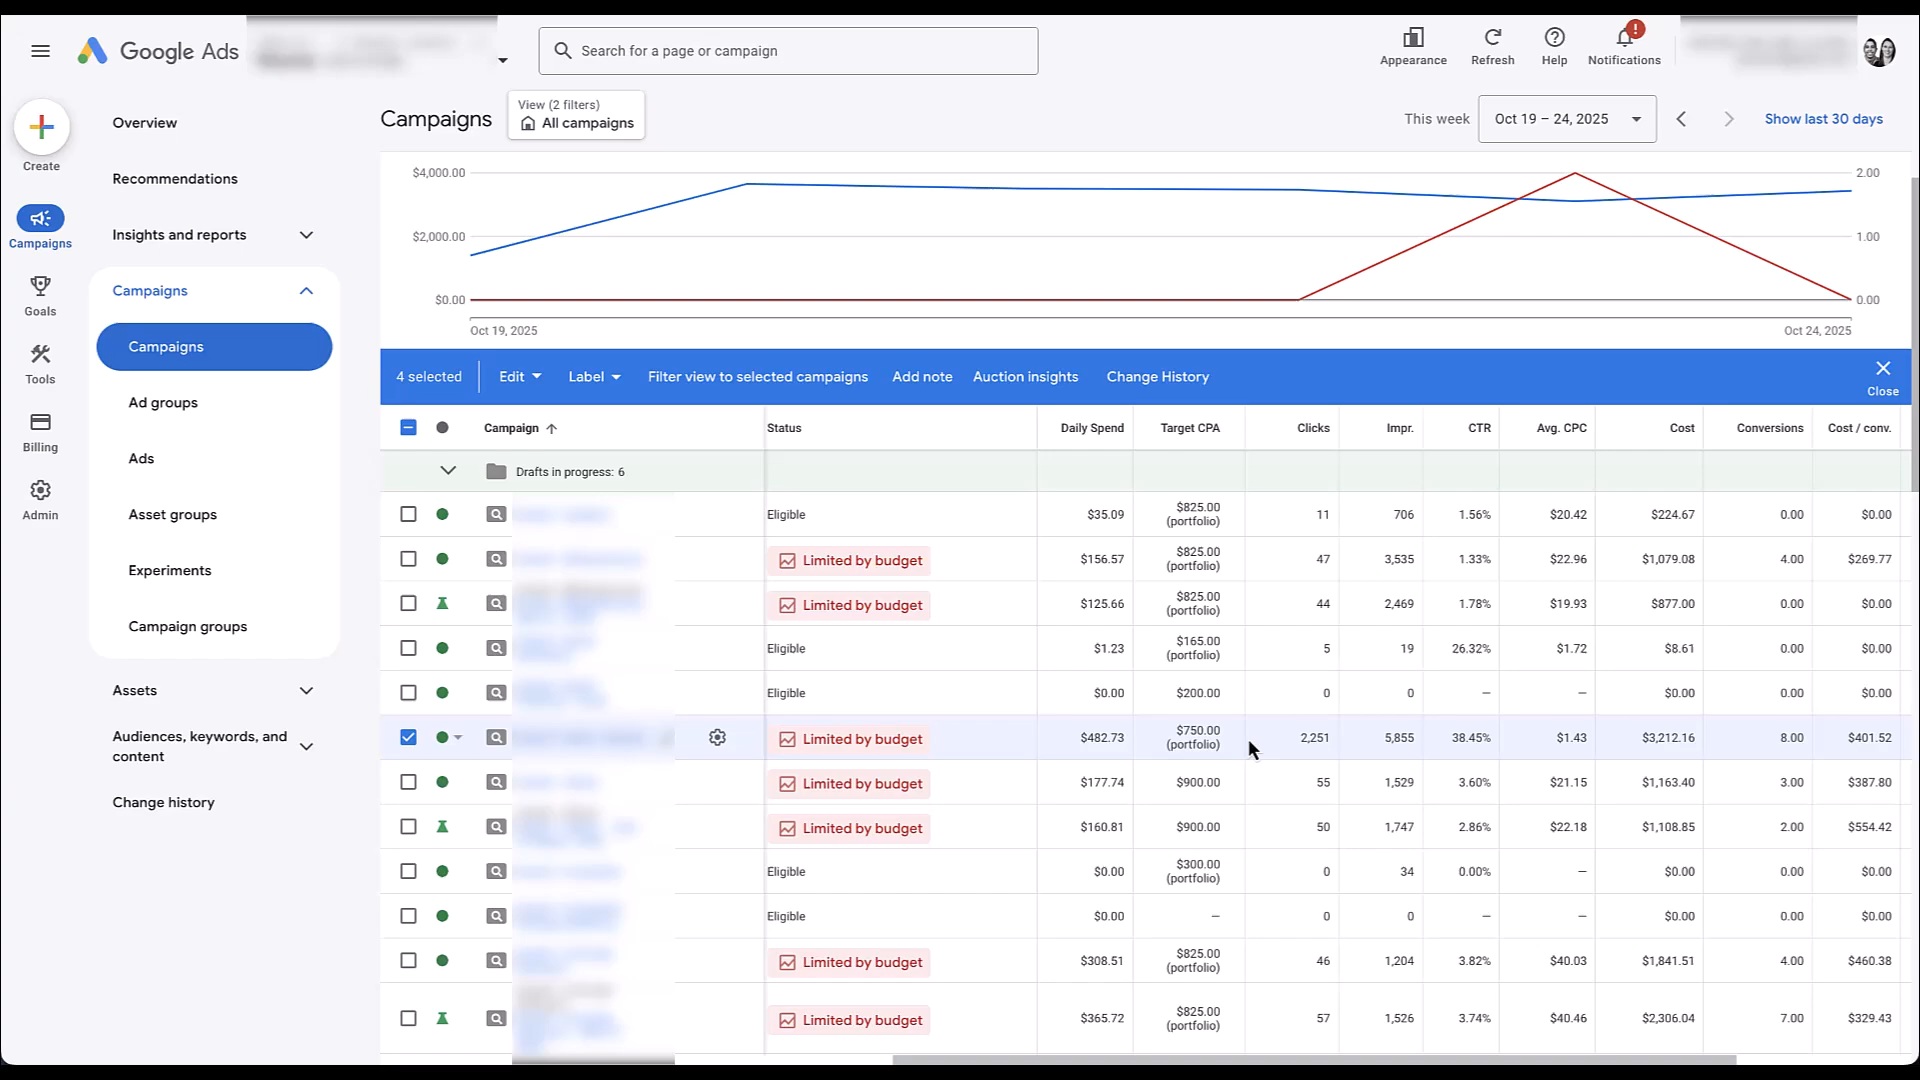 Google Ads
Search for a page or campaign
Appearance
Refresh
Help
!
Notifications
Create
Campaigns
Goals
Tools
Billing
Admin
Overview
Recommendations
Insights and reports
Campaigns
Campaigns
Ad groups
Ads
Asset groups
Experiments
Campaign groups
Assets
Audiences, keywords, and
content
Change history
Campaigns
View (2 filters)
All campaigns
This week
Oct 19 – 24, 2025
Show last 30 days
$4,000.00
2.00
$2,000.00
1.00
$0.00
0.00
Oct 19, 2025
Oct 24, 2025
4 selected
Edit
Label
Filter view to selected campaigns
Add note
Auction insights
Change History
Close
Campaign Status Daily Spend Target CPA Clicks Impr. CTR Avg. CPC Cost Conversions Cost / conv.
Drafts in progress: 6
Eligible $35.09 $825.00 (portfolio) 11 706 1.56% $20.42 $224.67 0.00 $0.00
Limited by budget $156.57 $825.00 (portfolio) 47 3,535 1.33% $22.96 $1,079.08 4.00 $269.77
Limited by budget $125.66 $825.00 (portfolio) 44 2,469 1.78% $19.93 $877.00 0.00 $0.00
Eligible $1.23 $165.00 (portfolio) 5 19 26.32% $1.72 $8.61 0.00 $0.00
Eligible $0.00 $200.00 0 0 — — $0.00 0.00 $0.00
Limited by budget $482.73 $750.00 (portfolio) 2,251 5,855 38.45% $1.43 $3,212.16 8.00 $401.52
Limited by budget $177.74 $900.00 55 1,529 3.60% $21.15 $1,163.40 3.00 $387.80
Limited by budget $160.81 $900.00 50 1,747 2.86% $22.18 $1,108.85 2.00 $554.42
Eligible $0.00 $300.00 (portfolio) 0 34 0.00% — $0.00 0.00 $0.00
Eligible $0.00 — 0 0 — — $0.00 0.00 $0.00
Limited by budget $308.51 $825.00 (portfolio) 46 1,204 3.82% $40.03 $1,841.51 4.00 $460.38
Limited by budget $365.72 $825.00 (portfolio) 57 1,526 3.74% $40.46 $2,306.04 7.00 $329.43